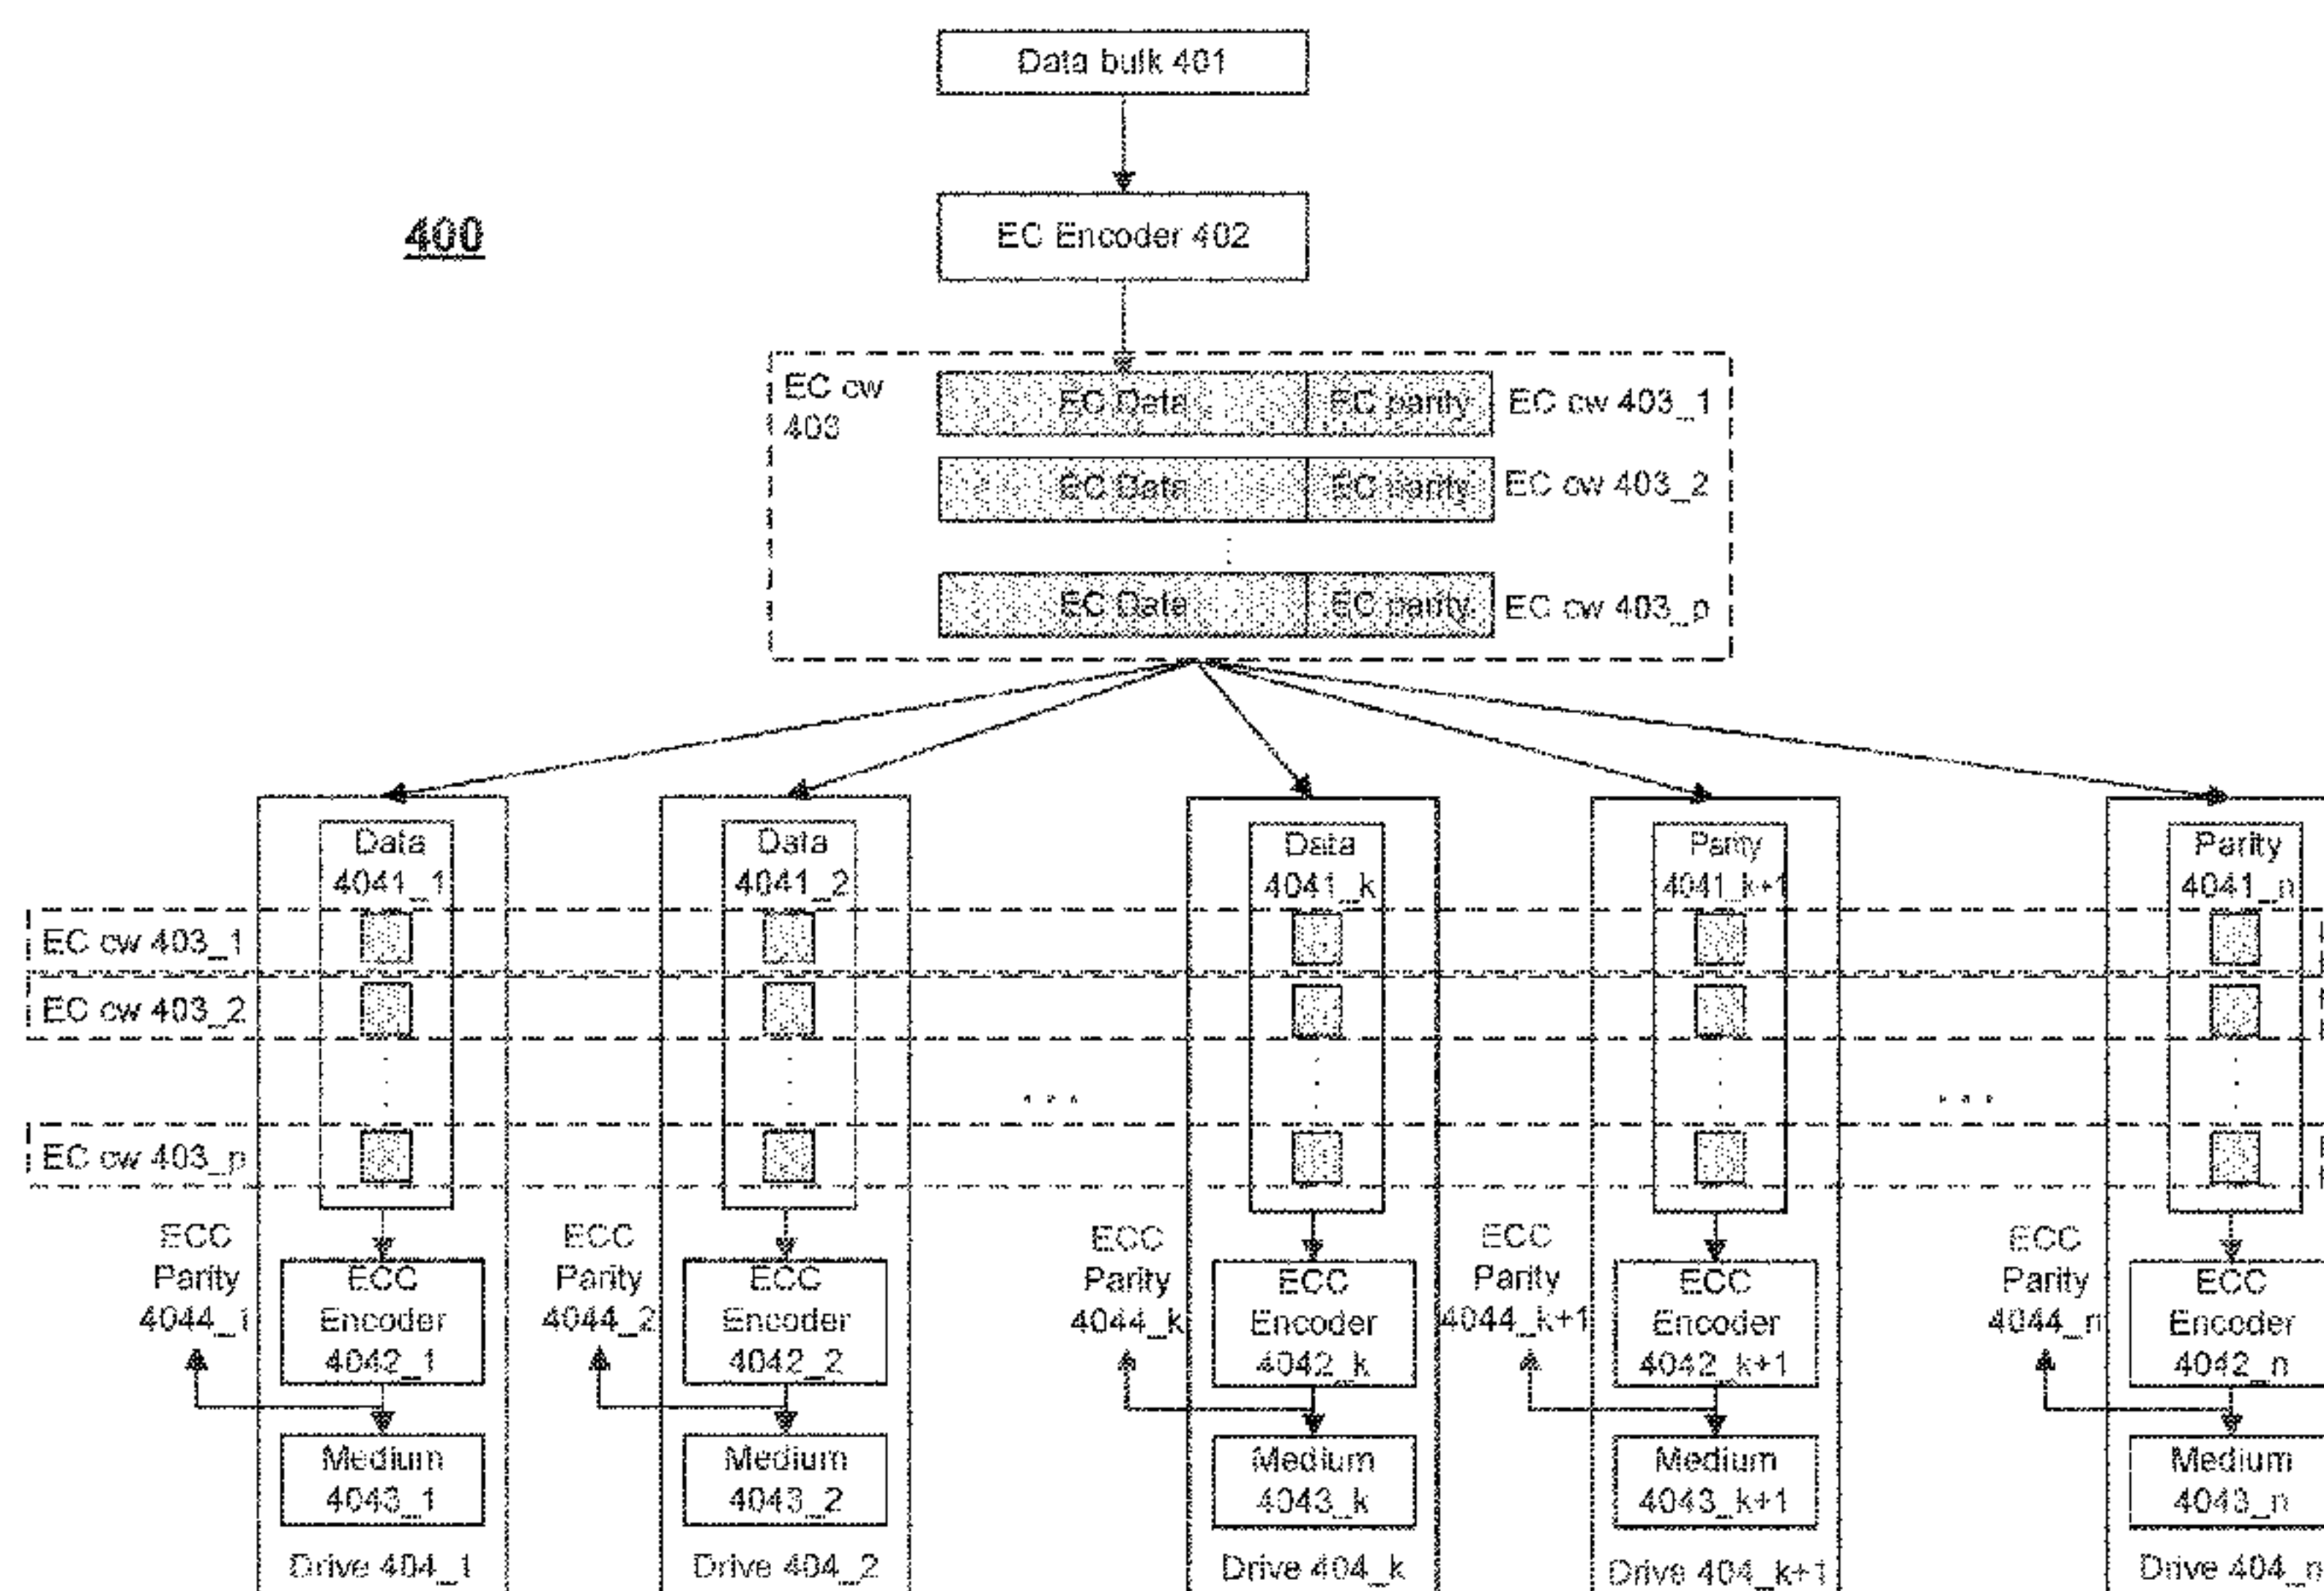 Data bulk 401
400
EC Encoder 402
EC cw
403
EC Data EC parity EC cw 403_1
EC Data EC parity EC cw 403_2
EC Data EC parity EC cw 403_p
Data
4041_1
Data
4041_2
Data
4041_k
Parity
4041_k+1
Parity
4041_n
EC cw 403_1
EC cw 403_2
EC cw 403_p
ECC
Parity
4044_1
ECC
Encoder
4042_1
ECC
Parity
4044_2
ECC
Encoder
4042_2
ECC
Parity
4044_k
ECC
Encoder
4042_k
ECC
Parity
4044_k+1
ECC
Encoder
4042_k+1
ECC
Parity
4044_n
ECC
Encoder
4042_n
Medium
4043_1
Medium
4043_2
Medium
4043_k
Medium
4043_k+1
Medium
4043_n
Drive 404_1
Drive 404_2
Drive 404_k
Drive 404_k+1
Drive 404_n